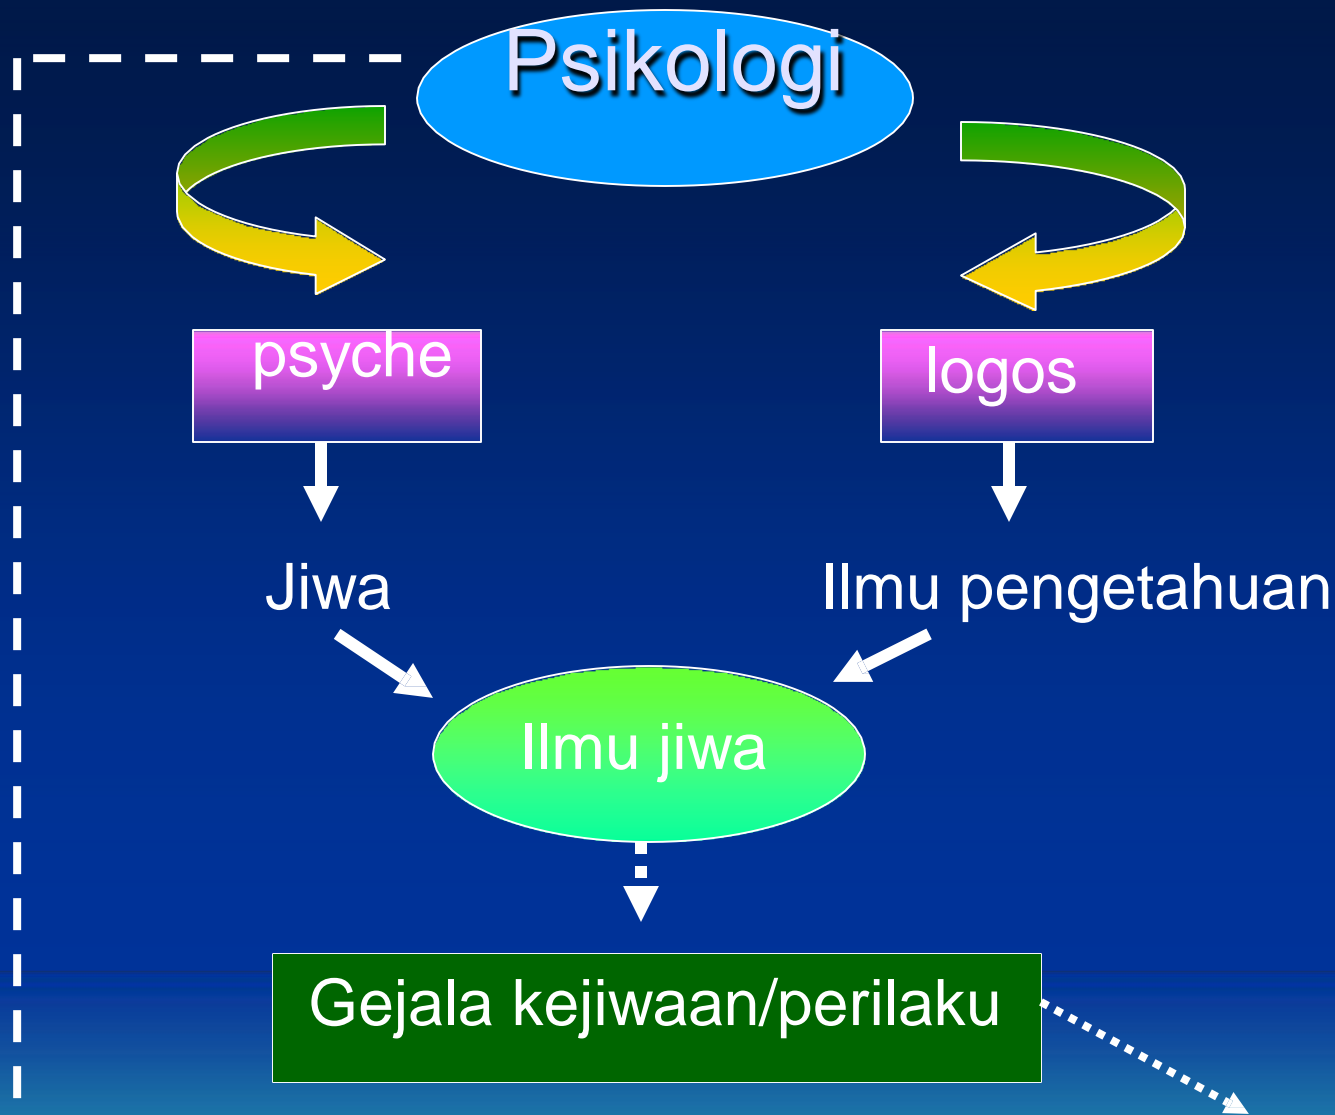 Psikologi
psyche
logos
Jiwa
Ilmu pengetahuan
Ilmu jiwa
Gejala kejiwaan/perilaku